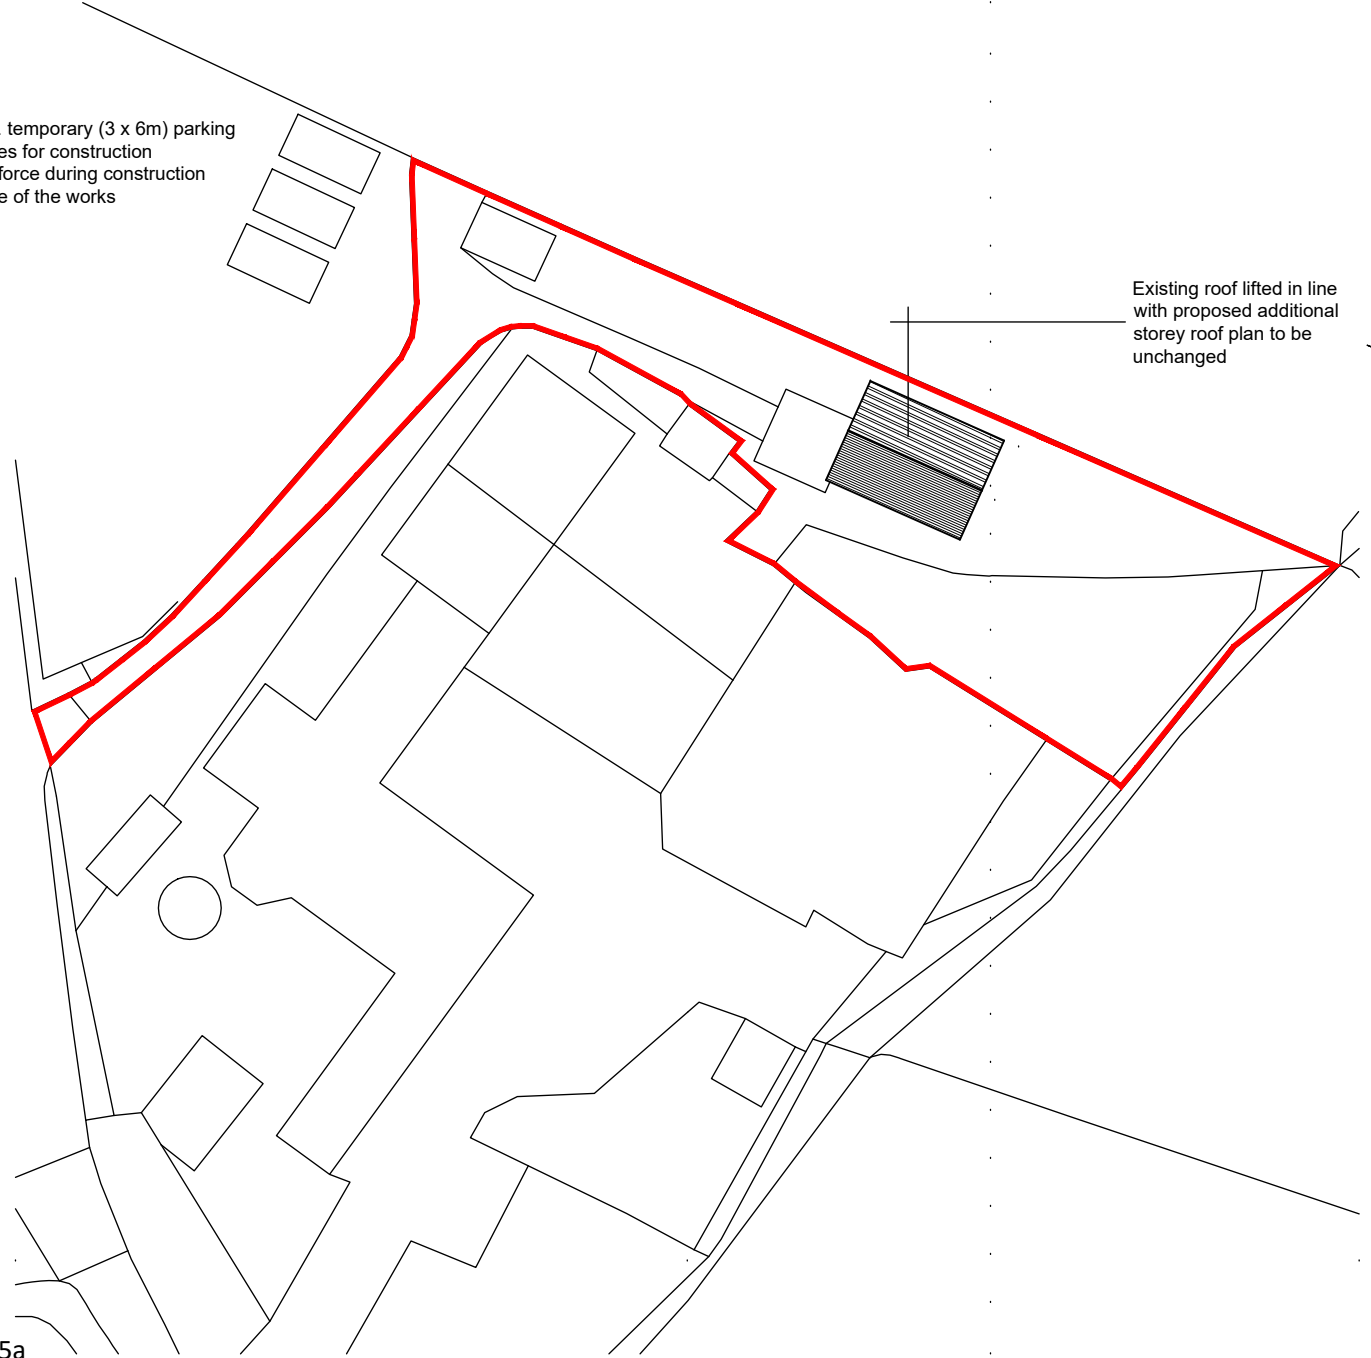 . temporary (3 x 6m) parking
es for construction
force during construction
e of the works
Existing roof lifted in line
with proposed additional
storey roof plan to be
unchanged
5a